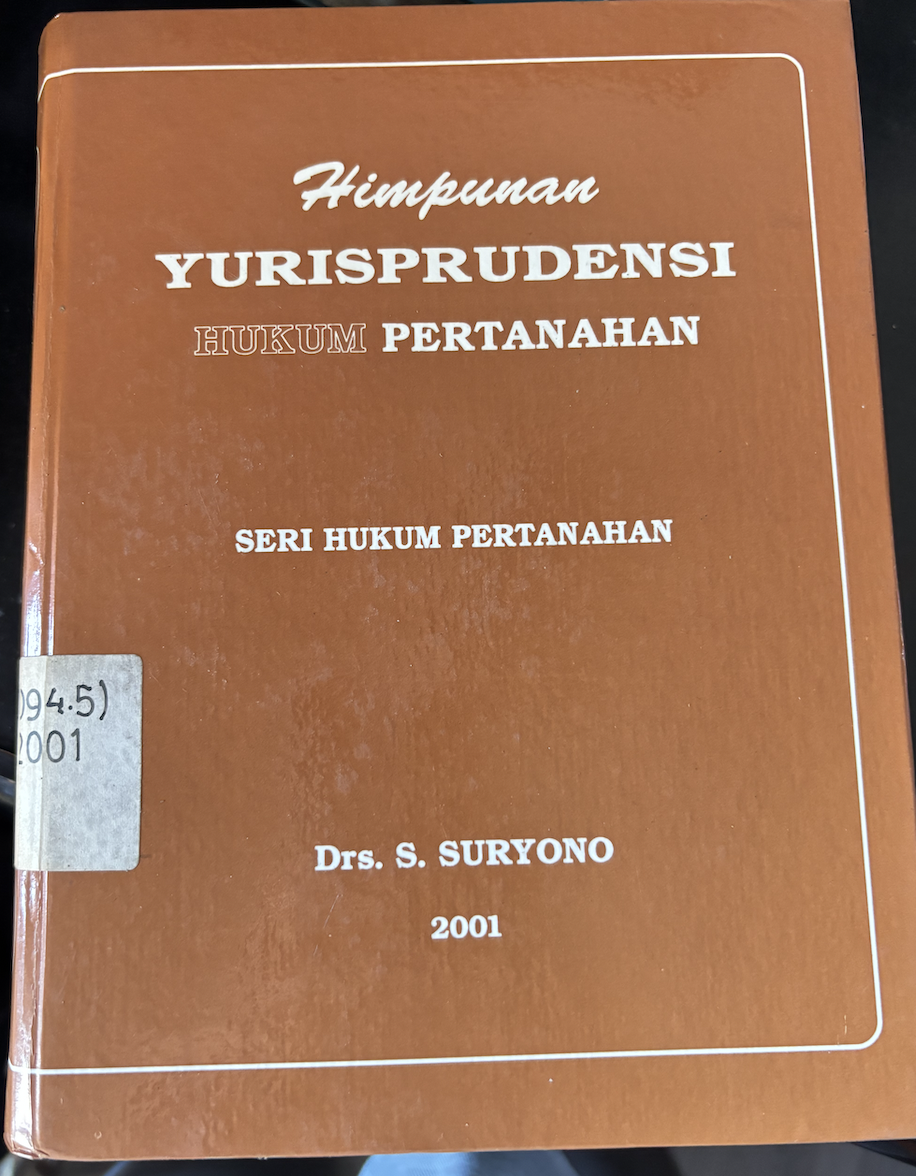 Himpunan
YURISPRUDENSI
HUKUM PERTANAHAN
SERI HUKUM PERTANAHAN
94.5)
2001
Drs. S. SURYONO
2001